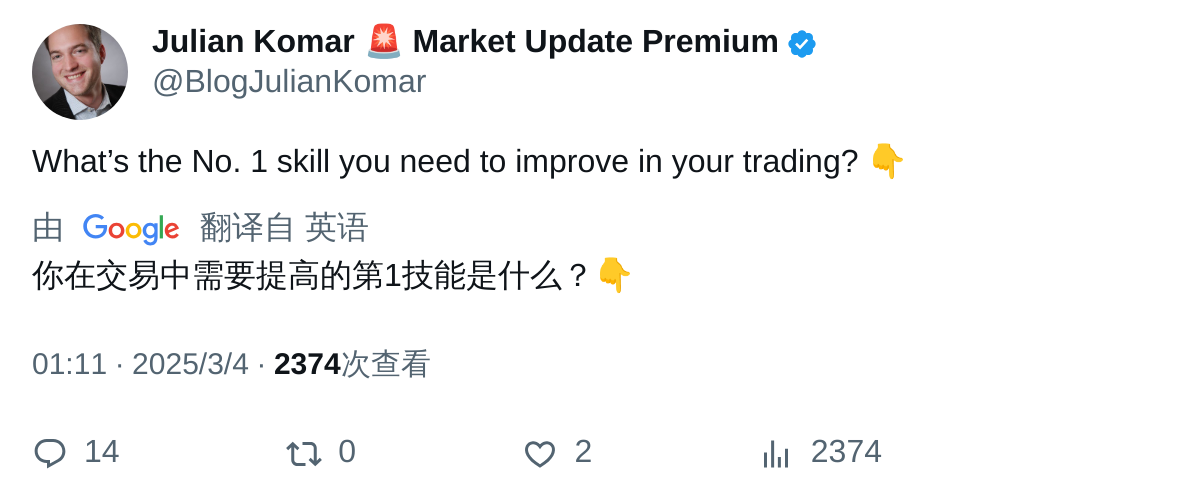 Julian Komar 🚨 Market Update Premium
@BlogJulianKomar
What’s the No. 1 skill you need to improve in your trading? 👇
由 Google 翻译自 英语
你在交易中需要提高的第1技能是什么？👇
01:11 · 2025/3/4 · 2374次查看
14 0 2 2374